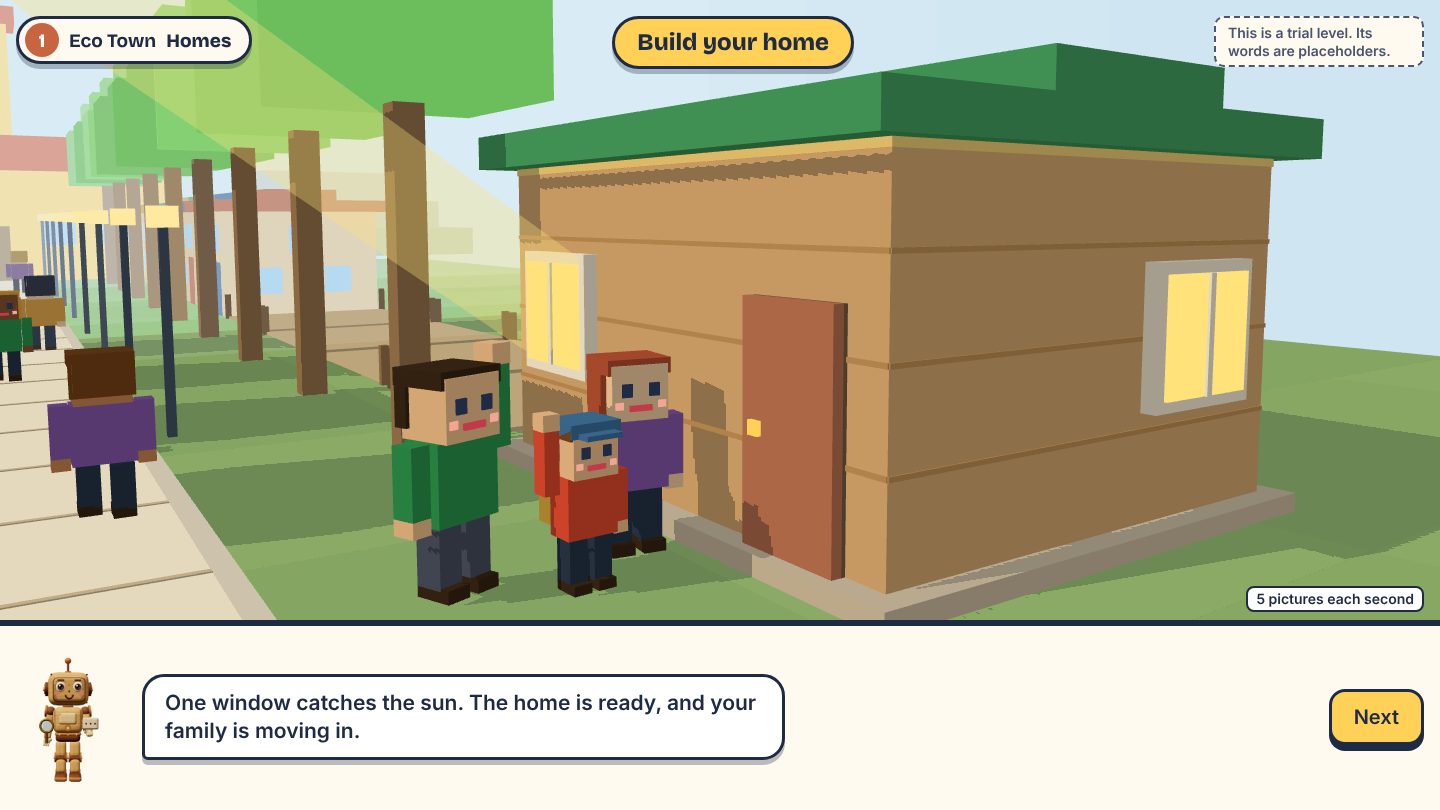 1 Eco Town Homes
Build your home
This is a trial level. Its
words are placeholders.
5 pictures each second
One window catches the sun. The home is ready, and your
family is moving in.
Next